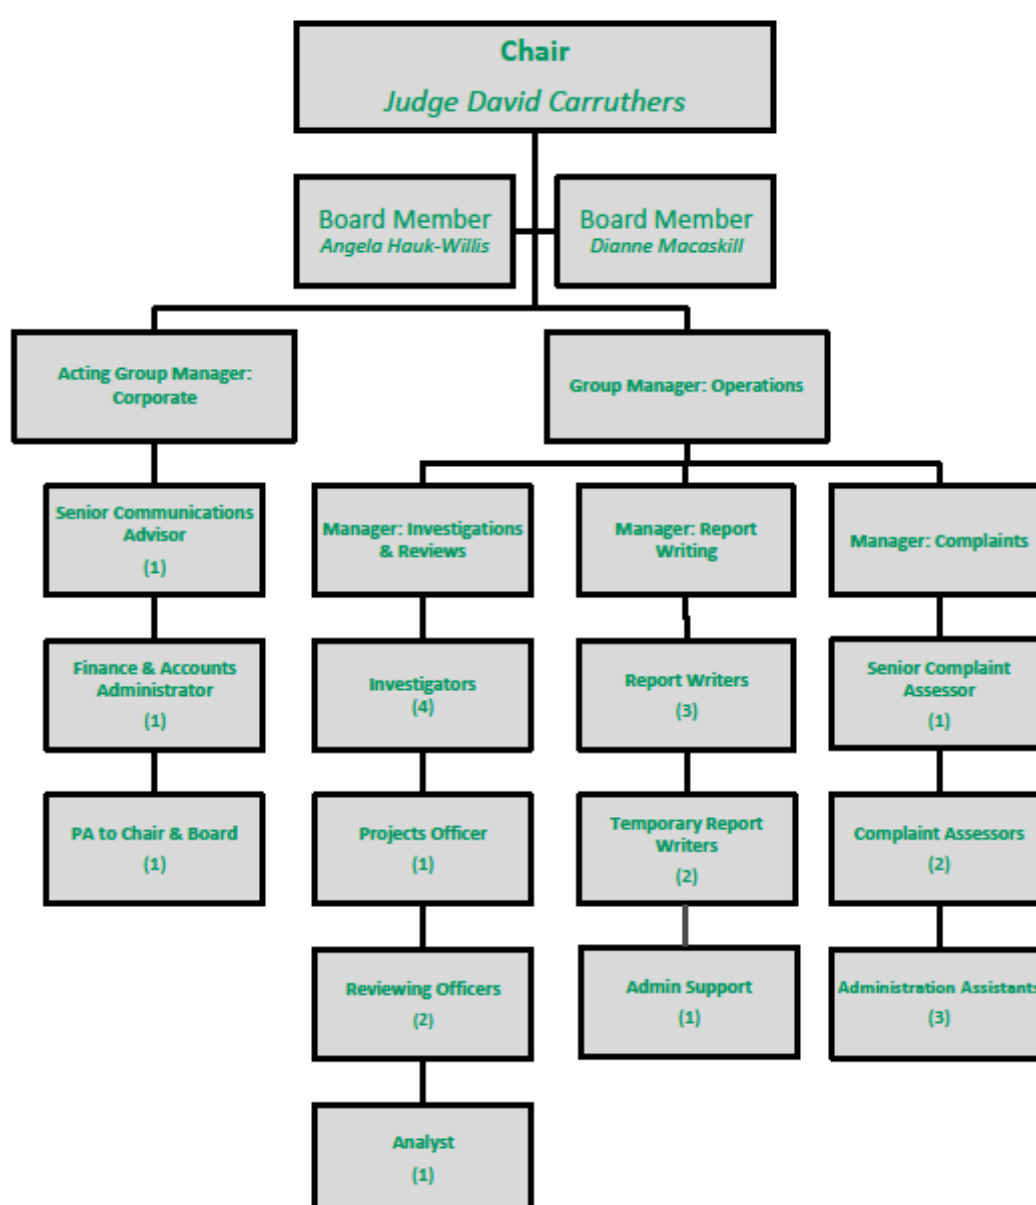 Chair
Judge David Carruthers
Board Member
Angela Hauk-Willis
Board Member
Dianne Macaskill
Acting Group Manager:
Corporate
Group Manager: Operations
Senior Communications
Advisor
(1)
Manager: Investigations
& Reviews
Manager: Report
Writing
Manager: Complaints
Finance & Accounts
Administrator
(1)
Investigators
(4)
Report Writers
(3)
Senior Complaint
Assessor
(1)
PA to Chair & Board
(1)
Projects Officer
(1)
Temporary Report
Writers
(2)
Complaint Assessors
(2)
Reviewing Officers
(2)
Admin Support
(1)
Administration Assistants
(3)
Analyst
(1)